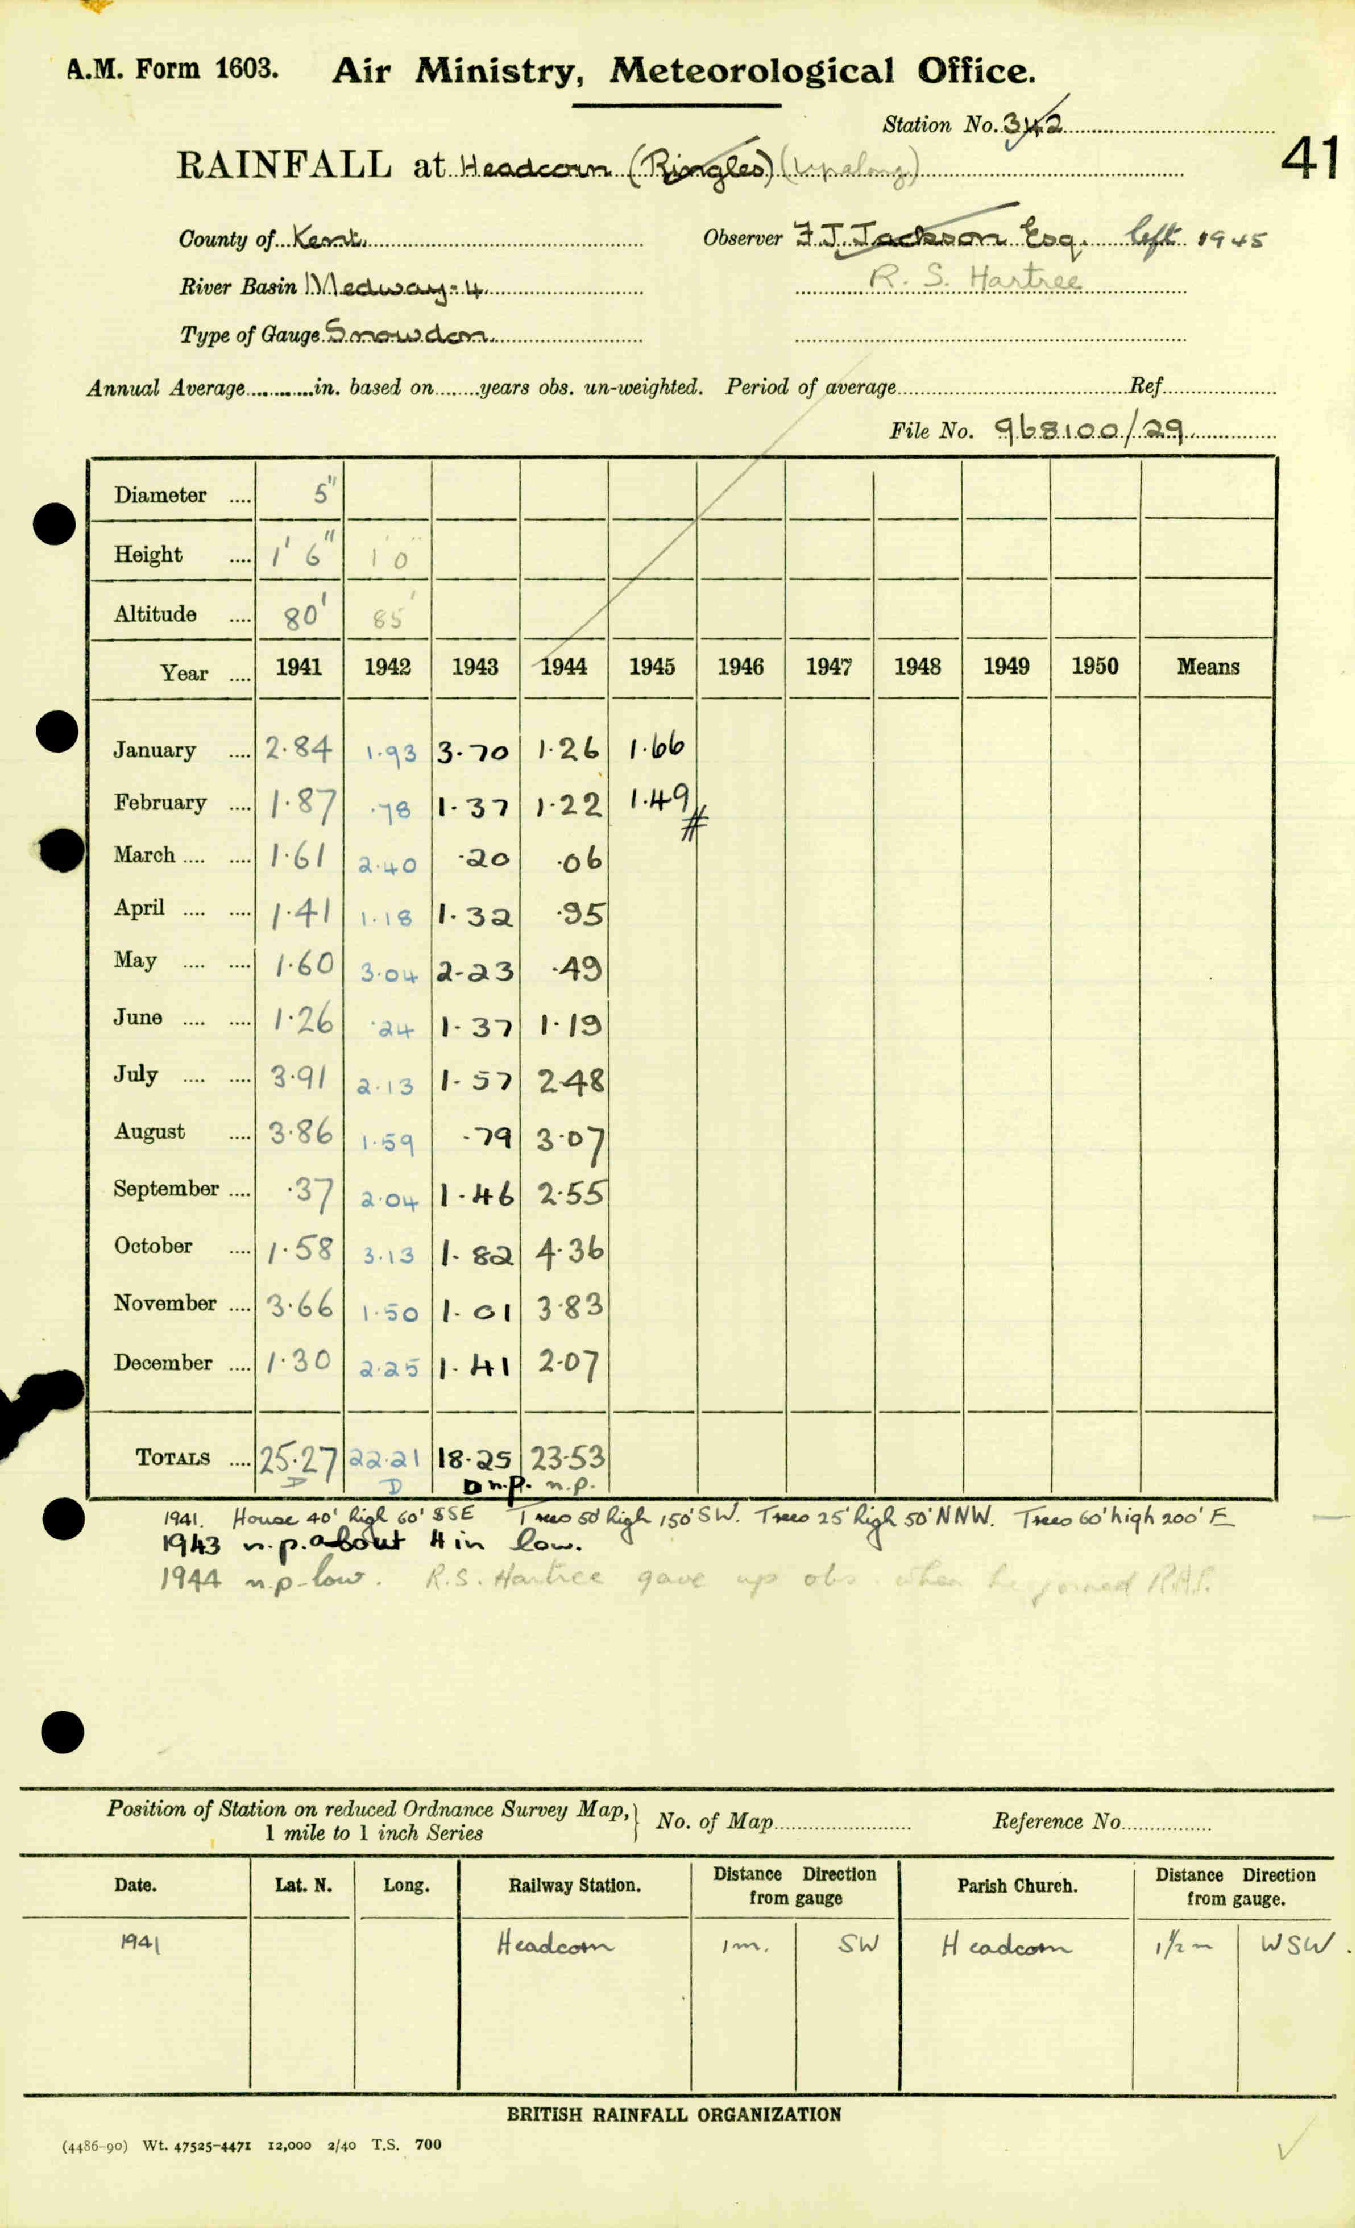 A.M. Form 1603. Air Ministry, Meteorological Office.
Station No. 342
41
RAINFALL at Headcorn (Ringles) (Upalong)
County of Kent. Observer F. J. Jackson Esq. left 1945
River Basin Medway-4 R. S. Hartree
Type of Gauge Snowdon
Annual Average............in. based on........years obs. un-weighted. Period of average.................Ref.................
File No. 968100/29
Diameter .... 5"
Height .... 1' 6" 1' 0"
Altitude .... 80' 85'
Year .... 1941 1942 1943 1944 1945 1946 1947 1948 1949 1950 Means
January .... 2.84 1.93 3.70 1.26 1.66
February .... 1.87 .78 1.37 1.22 1.49 #
March .... .... 1.61 2.40 .20 .06
April .... .... 1.41 1.18 1.32 .95
May .... .... 1.60 3.04 2.23 .49
June .... .... 1.26 .24 1.37 1.19
July .... .... 3.91 2.13 1.57 2.48
August .... 3.86 1.59 .79 3.07
September .... .37 2.04 1.46 2.55
October .... 1.58 3.13 1.82 4.36
November .... 3.66 1.50 1.01 3.83
December .... 1.30 2.25 1.41 2.07
TOTALS .... 25.27 22.21 18.25 23.53
D D D n.p. n.p.
1941. House 40' high 60' SSE Trees 50' high 150' SW. Trees 25' high 50' NNW. Trees 60' high 200' E
1943 n.p. about 4 in low.
1944 n.p. low. R.S. Hartree gave up obs. when he joined R.A.F.
Position of Station on reduced Ordnance Survey Map, } No. of Map............ Reference No............
1 mile to 1 inch Series
Date. Lat. N. Long. Railway Station. Distance Direction from gauge Parish Church. Distance Direction from gauge.
1941 Headcorn 1 m. SW Headcorn 1½ m WSW.
BRITISH RAINFALL ORGANIZATION
(4486-90) Wt. 47525-4471 12,000 2/40 T.S. 700